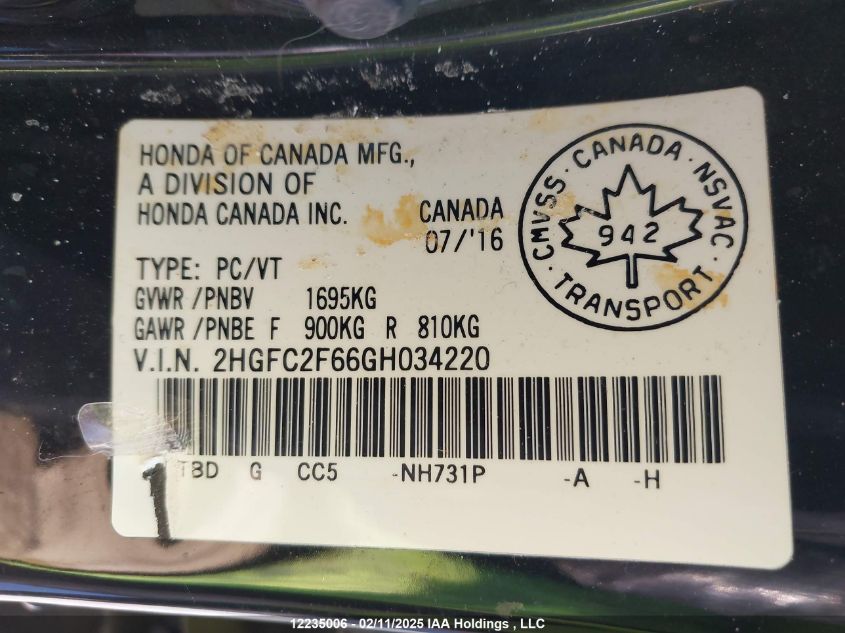 HONDA OF CANADA MFG.,
A DIVISION OF
HONDA CANADA INC. CANADA
07/'16
TYPE: PC/VT
GVWR /PNBV 1695KG
GAWR /PNBE F 900KG R 810KG
V.I.N. 2HGFC2F66GH034220
TBD G CC5 -NH731P -A -H
1
CMVSS · CANADA · NSVAC · TRANSPORT ·
942
12235006 - 02/11/2025 IAA Holdings , LLC